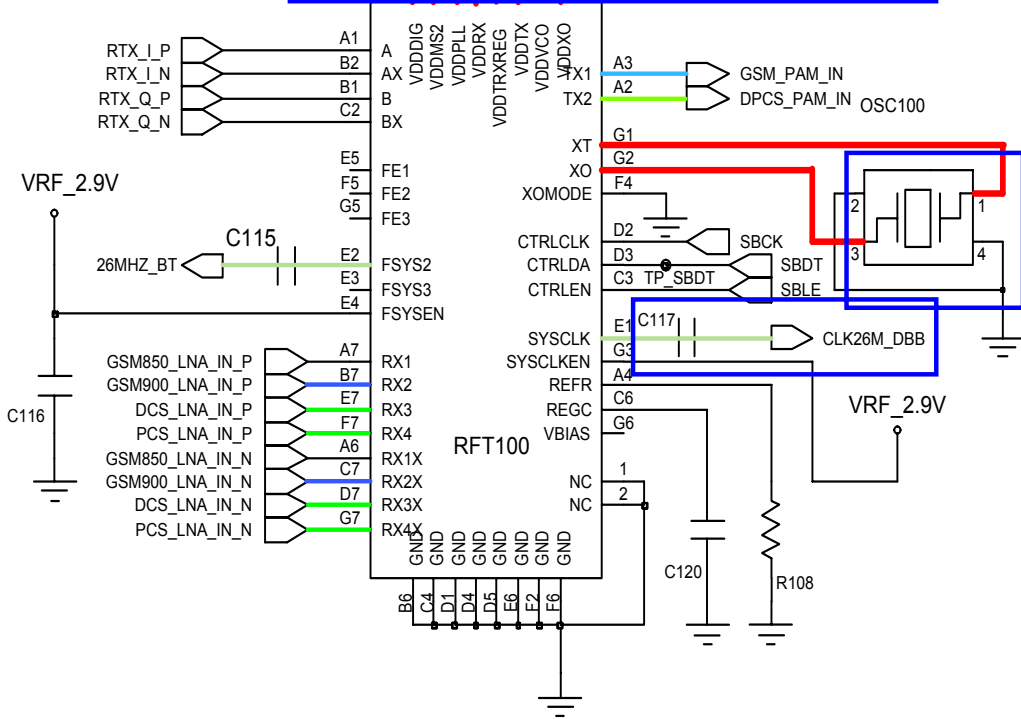 VDDDIG
VDDMS2
VDDPLL
VDDRX
VDDTRXREG
VDDTX
VDDVCO
VDDXO
RTX_I_P A1 A
RTX_I_N B2 AX
RTX_Q_P B1 B
RTX_Q_N C2 BX
TX1 A3 GSM_PAM_IN
TX2 A2 DPCS_PAM_IN
OSC100
XT G1
XO G2
XOMODE F4
2 1
3 4
E5 FE1
F5 FE2
G5 FE3
VRF_2.9V
C115
26MHZ_BT E2 FSYS2
E3 FSYS3
E4 FSYSEN
CTRLCLK D2 SBCK
CTRLDA D3 TP_SBDT SBDT
CTRLEN C3 SBLE
SYSCLK E1 C117 CLK26M_DBB
SYSCLKEN G3
REFR A4
REGC C6
VBIAS G6
VRF_2.9V
C116
GSM850_LNA_IN_P A7 RX1
GSM900_LNA_IN_P B7 RX2
DCS_LNA_IN_P E7 RX3
PCS_LNA_IN_P F7 RX4
GSM850_LNA_IN_N A6 RX1X
GSM900_LNA_IN_N C7 RX2X
DCS_LNA_IN_N D7 RX3X
PCS_LNA_IN_N G7 RX4X
RFT100
NC 1
NC 2
GND GND GND GND GND GND GND GND
B6 C4 D1 D4 D5 E6 F2 F6
C120
R108